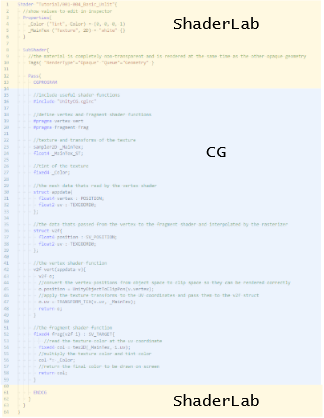 Shader "Tutorial/001-004_Basic_Unlit"{
//show values to edit in inspector
Properties{
_Color ("Tint", Color) = (0, 0, 0, 1)
_MainTex ("Texture", 2D) = "white" {}
}
ShaderLab
SubShader{
//the material is completely non-transparent and is rendered at the same time as the other opaque geometry
Tags{ "RenderType"="Opaque" "Queue"="Geometry" }
Pass{
CGPROGRAM
//include useful shader functions
#include "UnityCG.cginc"
//define vertex and fragment shader functions
#pragma vertex vert
#pragma fragment frag
//texture and transforms of the texture
sampler2D _MainTex;
float4 _MainTex_ST;
//tint of the texture
fixed4 _Color;
CG
//the mesh data thats read by the vertex shader
struct appdata{
float4 vertex : POSITION;
float2 uv : TEXCOORD0;
};
//the data thats passed from the vertex to the fragment shader and interpolated by the rasterizer
struct v2f{
float4 position : SV_POSITION;
float2 uv : TEXCOORD0;
};
//the vertex shader function
v2f vert(appdata v){
v2f o;
//convert the vertex positions from object space to clip space so they can be rendered correctly
o.position = UnityObjectToClipPos(v.vertex);
//apply the texture transforms to the UV coordinates and pass them to the v2f struct
o.uv = TRANSFORM_TEX(v.uv, _MainTex);
return o;
}
//the fragment shader function
fixed4 frag(v2f i) : SV_TARGET{
//read the texture color at the uv coordinate
fixed4 col = tex2D(_MainTex, i.uv);
//multiply the texture color and tint color
col *= _Color;
//return the final color to be drawn on screen
return col;
}
ENDCG
}
}
ShaderLab
}